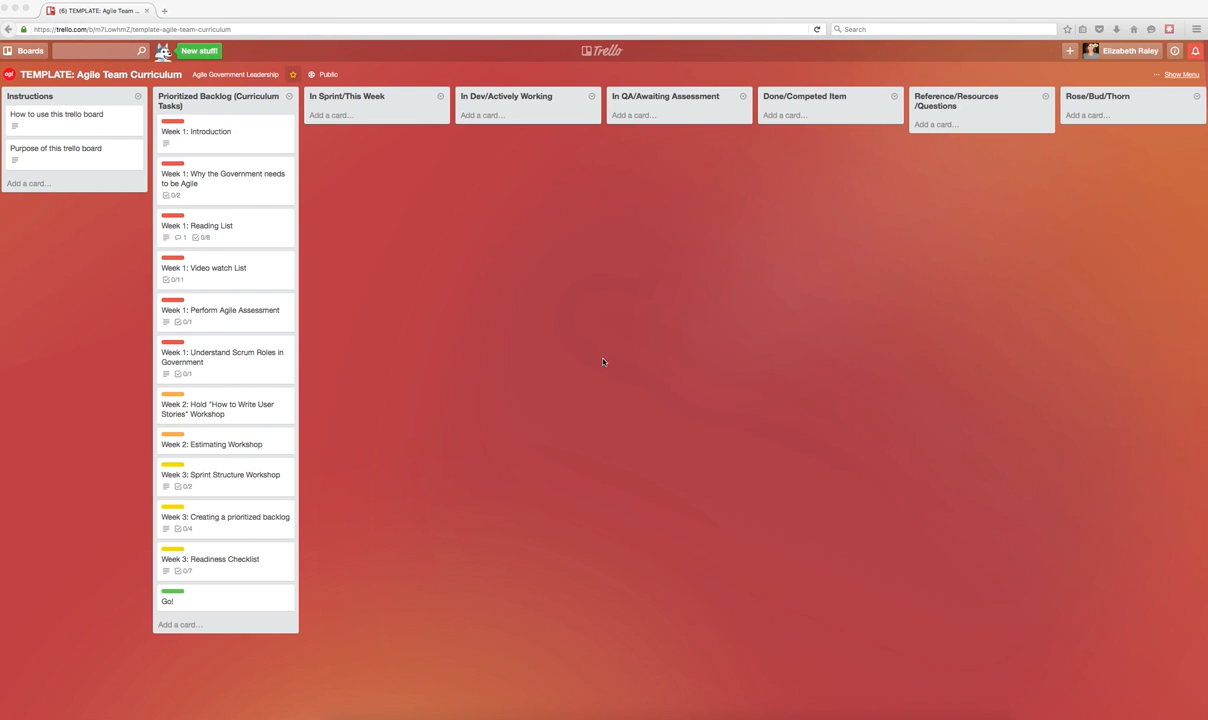 (6) TEMPLATE: Agile Team ...
https://trello.com/b/m7LowhmZ/template-agile-team-curriculum
Search
Boards
New stuff!
Trello
Elizabeth Raley
agl
TEMPLATE: Agile Team Curriculum
Agile Government Leadership
Public
... Show Menu
Instructions
How to use this trello board
Purpose of this trello board
Add a card...
Prioritized Backlog (Curriculum
Tasks)
Week 1: Introduction
Week 1: Why the Government needs
to be Agile
0/2
Week 1: Reading List
1 0/8
Week 1: Video watch List
0/11
Week 1: Perform Agile Assessment
0/1
Week 1: Understand Scrum Roles in
Government
0/1
Week 2: Hold "How to Write User
Stories" Workshop
Week 2: Estimating Workshop
Week 3: Sprint Structure Workshop
0/2
Week 3: Creating a prioritized backlog
0/4
Week 3: Readiness Checklist
0/7
Go!
Add a card...
In Sprint/This Week
Add a card...
In Dev/Actively Working
Add a card...
In QA/Awaiting Assessment
Add a card...
Done/Competed Item
Add a card...
Reference/Resources
/Questions
Add a card...
Rose/Bud/Thorn
Add a card...